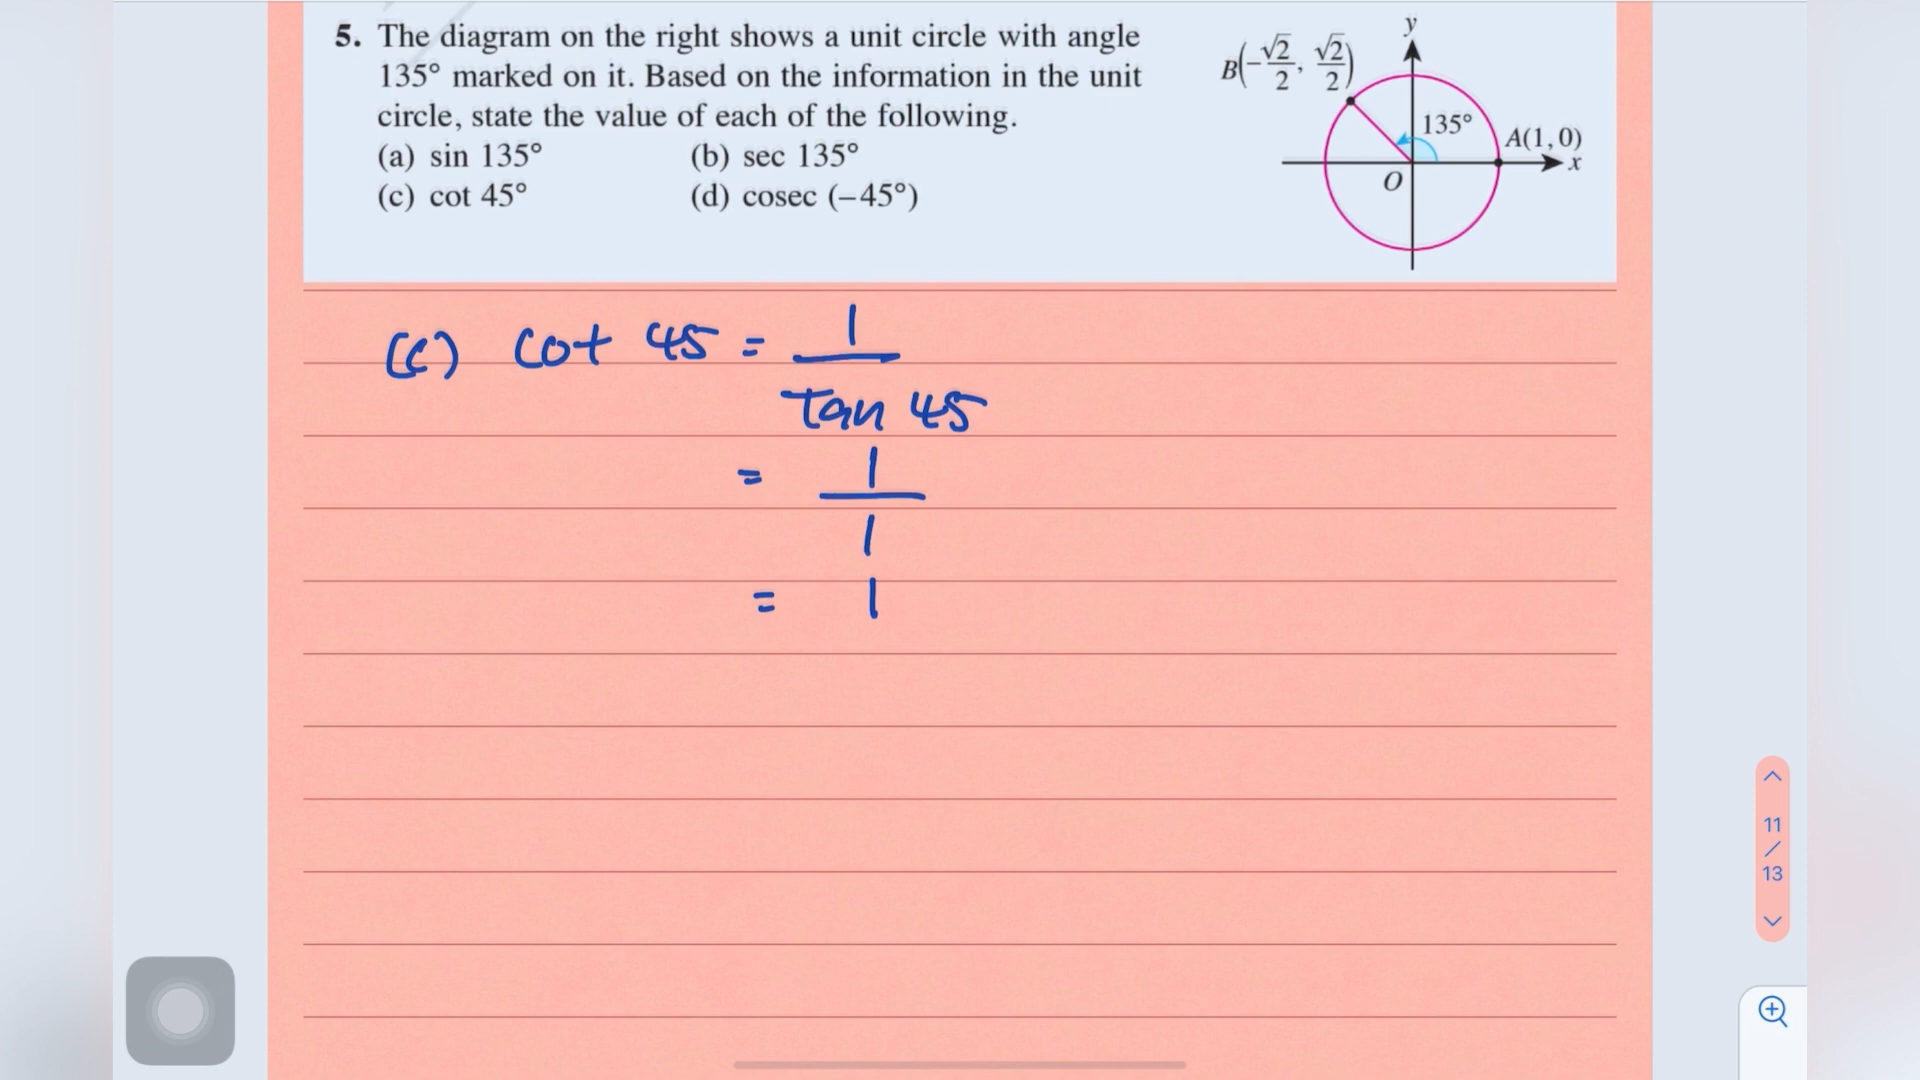 5. The diagram on the right shows a unit circle with angle
135° marked on it. Based on the information in the unit
circle, state the value of each of the following.
(a) sin 135° (b) sec 135°
(c) cot 45° (d) cosec (–45°)
B(–√2/2, √2/2)
y
135°
A(1, 0)
x
O
(c) cot 45 = 1/tan 45
= 1/1
= 1
11
/
13